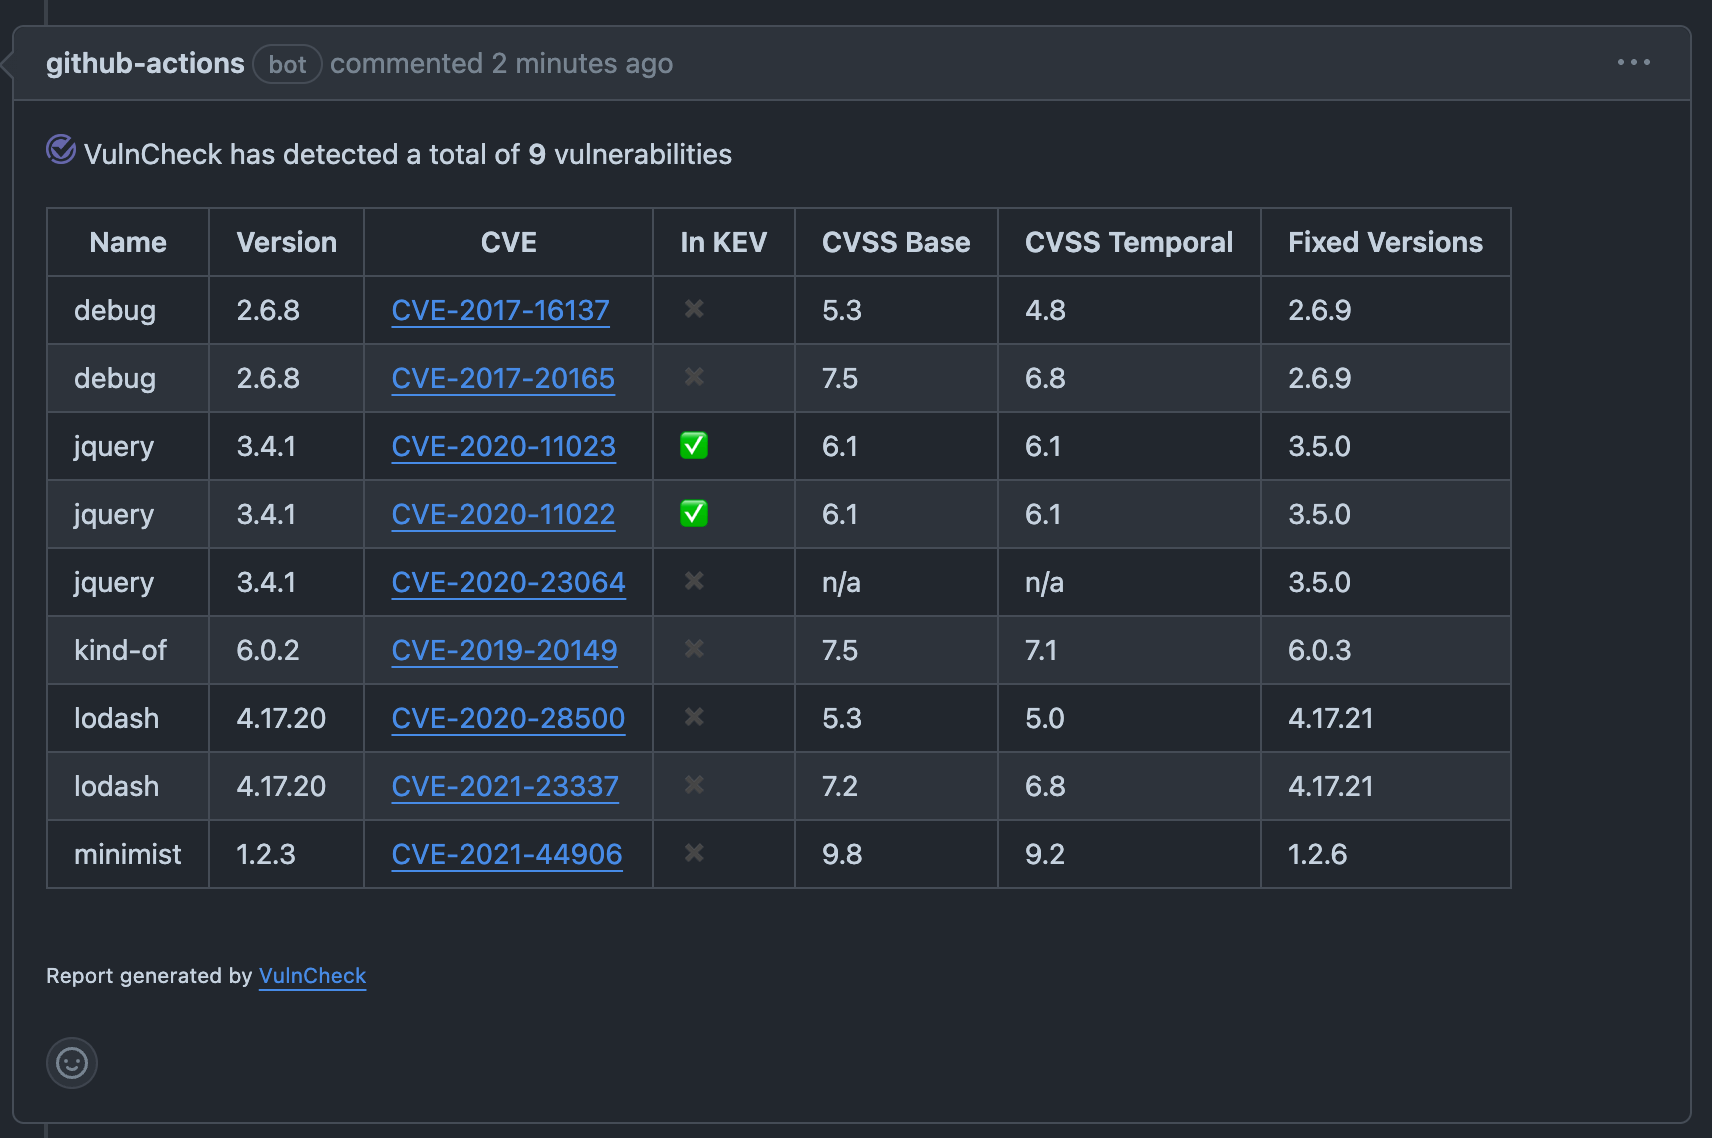 github-actions bot commented 2 minutes ago
VulnCheck has detected a total of 9 vulnerabilities
Name Version CVE In KEV CVSS Base CVSS Temporal Fixed Versions
debug 2.6.8 CVE-2017-16137 ✖ 5.3 4.8 2.6.9
debug 2.6.8 CVE-2017-20165 ✖ 7.5 6.8 2.6.9
jquery 3.4.1 CVE-2020-11023 ✅ 6.1 6.1 3.5.0
jquery 3.4.1 CVE-2020-11022 ✅ 6.1 6.1 3.5.0
jquery 3.4.1 CVE-2020-23064 ✖ n/a n/a 3.5.0
kind-of 6.0.2 CVE-2019-20149 ✖ 7.5 7.1 6.0.3
lodash 4.17.20 CVE-2020-28500 ✖ 5.3 5.0 4.17.21
lodash 4.17.20 CVE-2021-23337 ✖ 7.2 6.8 4.17.21
minimist 1.2.3 CVE-2021-44906 ✖ 9.8 9.2 1.2.6
Report generated by VulnCheck